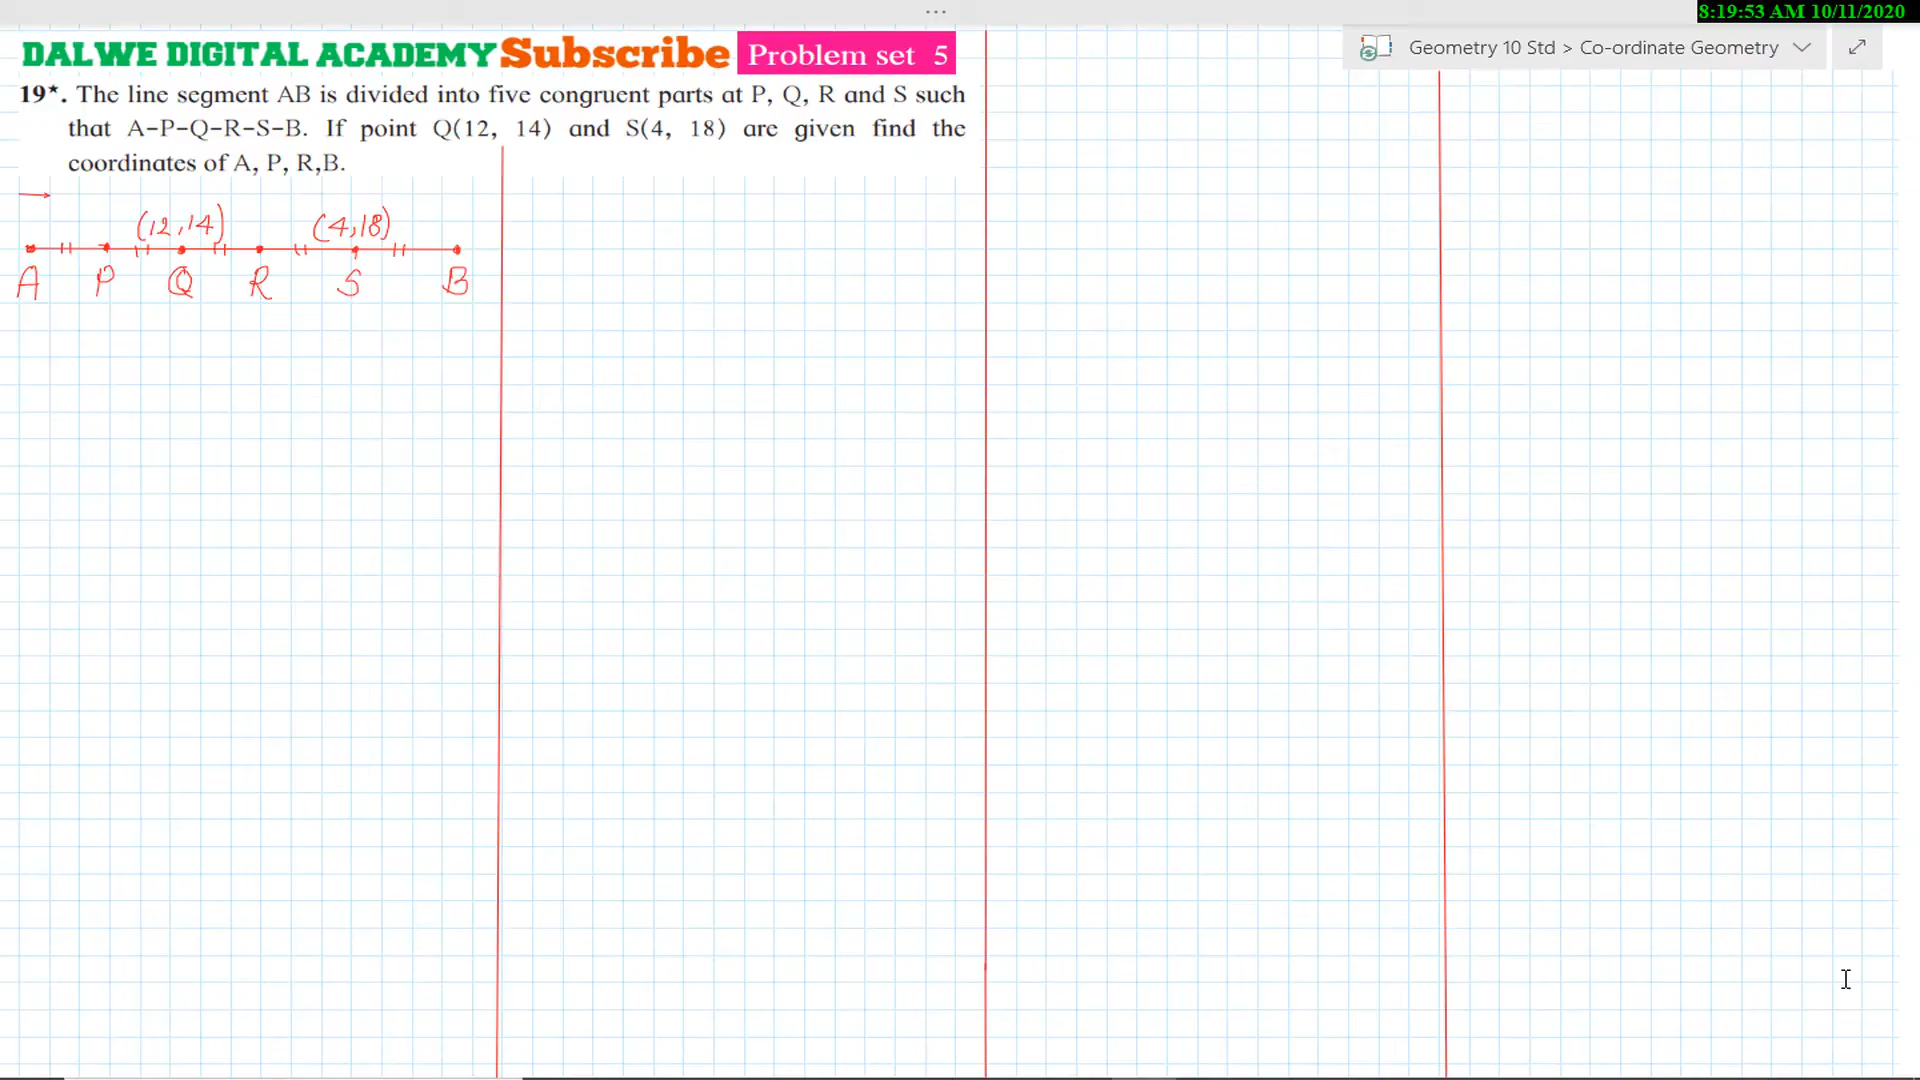 8:19:53 AM 10/11/2020
DALWE DIGITAL ACADEMY Subscribe Problem set 5
Geometry 10 Std > Co-ordinate Geometry
19*. The line segment AB is divided into five congruent parts at P, Q, R and S such
that A-P-Q-R-S-B. If point Q(12, 14) and S(4, 18) are given find the
coordinates of A, P, R,B.
(12,14) (4,18)
A P Q R S B